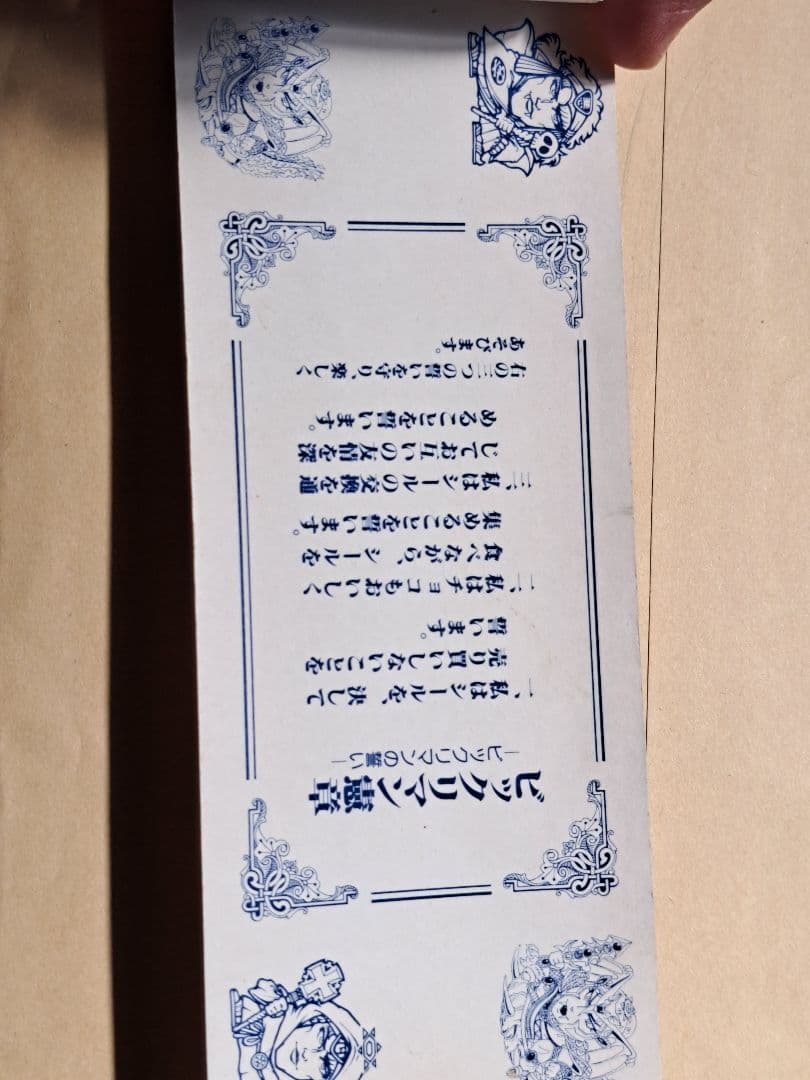 ビックリマン憲章
―ビックリマンの誓い―
一、私はシールを、決して
売り買いしないことを
誓います。
二、私はチョコもおいしく
食べながら、シールを
集めることを誓います。
三、私はシールの交換を通
じてお互いの友情を深
めることを誓います。
右の三つの誓いを守り、楽しく
あそびます。